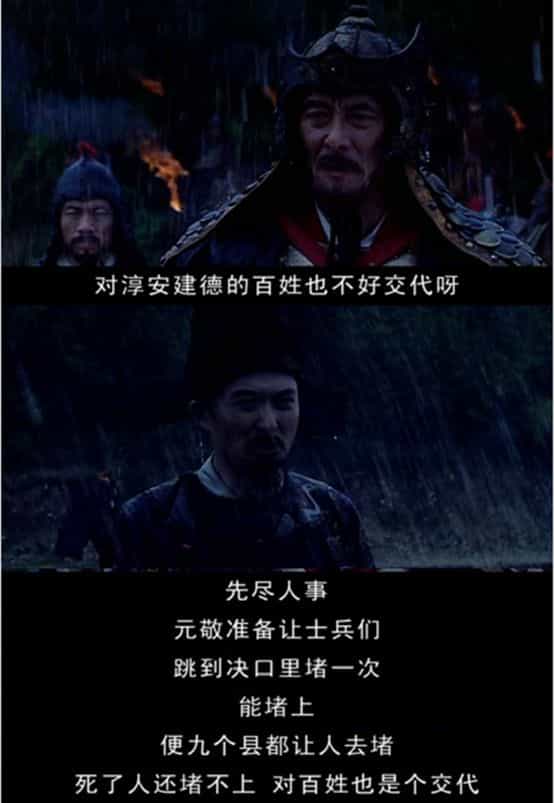 对淳安建德的百姓也不好交代呀
先尽人事
元敬准备让士兵们
跳到决口里堵一次
能堵上
便九个县都让人去堵
死了人还堵不上 对百姓也是个交代